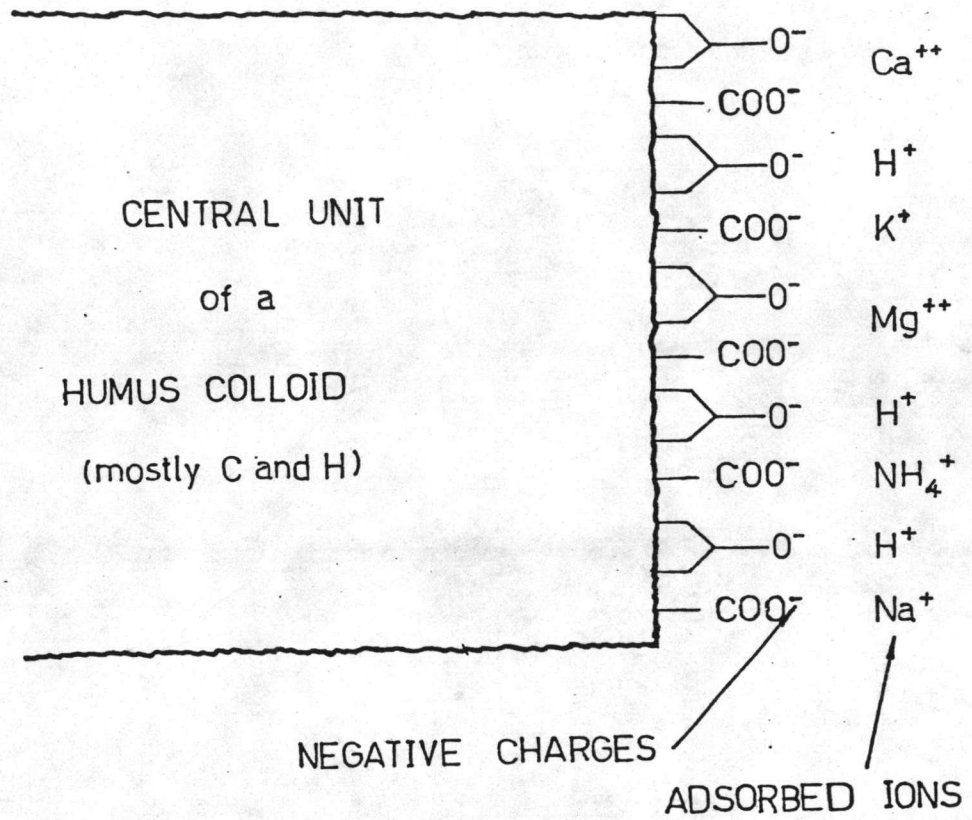 O⁻
Ca⁺⁺
COO⁻
O⁻ H⁺
CENTRAL UNIT
COO⁻ K⁺
of a
O⁻
Mg⁺⁺
COO⁻
HUMUS COLLOID
O⁻ H⁺
(mostly C and H)
COO⁻ NH₄⁺
O⁻ H⁺
COO⁻ Na⁺
NEGATIVE CHARGES
ADSORBED IONS